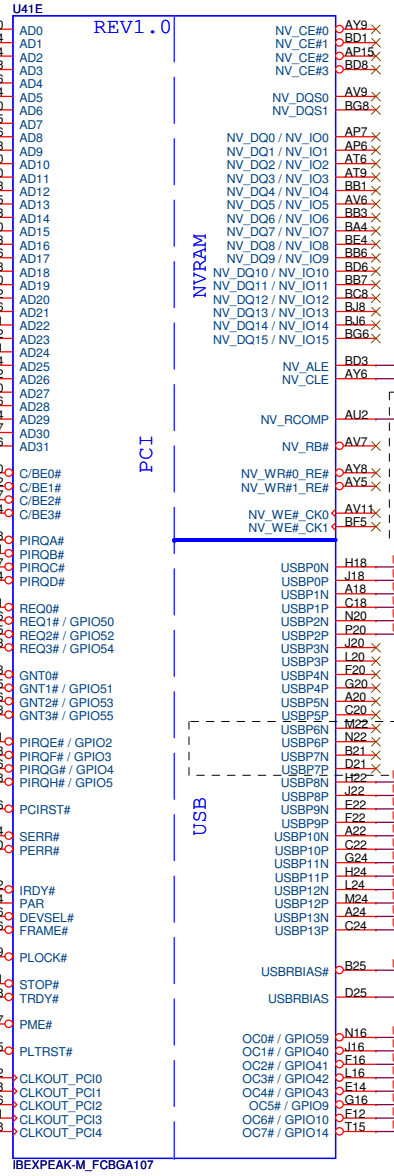 U41E
REV1.0
AD0
AD1
AD2
AD3
AD4
AD5
AD6
AD7
AD8
AD9
AD10
AD11
AD12
AD13
AD14
AD15
AD16
AD17
AD18
AD19
AD20
AD21
AD22
AD23
AD24
AD25
AD26
AD27
AD28
AD29
AD30
AD31
C/BE0#
C/BE1#
C/BE2#
C/BE3#
PIRQA#
PIRQB#
PIRQC#
PIRQD#
REQ0#
REQ1# / GPIO50
REQ2# / GPIO52
REQ3# / GPIO54
GNT0#
GNT1# / GPIO51
GNT2# / GPIO53
GNT3# / GPIO55
PIRQE# / GPIO2
PIRQF# / GPIO3
PIRQG# / GPIO4
PIRQH# / GPIO5
PCIRST#
SERR#
PERR#
IRDY#
PAR
DEVSEL#
FRAME#
PLOCK#
STOP#
TRDY#
PME#
PLTRST#
CLKOUT_PCI0
CLKOUT_PCI1
CLKOUT_PCI2
CLKOUT_PCI3
CLKOUT_PCI4
PCI
NVRAM
USB
NV_CE#0 AY9
NV_CE#1 BD1
NV_CE#2 AP15
NV_CE#3 BD8
NV_DQS0 AV9
NV_DQS1 BG8
NV_DQ0 / NV_IO0 AP7
NV_DQ1 / NV_IO1 AP6
NV_DQ2 / NV_IO2 AT6
NV_DQ3 / NV_IO3 AT9
NV_DQ4 / NV_IO4 BB1
NV_DQ5 / NV_IO5 AV6
NV_DQ6 / NV_IO6 BB3
NV_DQ7 / NV_IO7 BA4
NV_DQ8 / NV_IO8 BE4
NV_DQ9 / NV_IO9 BB6
NV_DQ10 / NV_IO10 BD6
NV_DQ11 / NV_IO11 BB7
NV_DQ12 / NV_IO12 BC8
NV_DQ13 / NV_IO13 BJ8
NV_DQ14 / NV_IO14 BJ6
NV_DQ15 / NV_IO15 BG6
NV_ALE BD3
NV_CLE AY6
NV_RCOMP AU2
NV_RB# AV7
NV_WR#0_RE# AY8
NV_WR#1_RE# AY5
NV_WE#_CK0 AV11
NV_WE#_CK1 BF5
USBP0N H18
USBP0P J18
USBP1N A18
USBP1P C18
USBP2N N20
USBP2P P20
USBP3N J20
USBP3P L20
USBP4N F20
USBP4P G20
USBP5N A20
USBP5P C20
USBP6N M22
USBP6P N22
USBP7N B21
USBP7P D21
USBP8N H22
USBP8P J22
USBP9N E22
USBP9P F22
USBP10N A22
USBP10P C22
USBP11N G24
USBP11P H24
USBP12N L24
USBP12P M24
USBP13N A24
USBP13P C24
USBRBIAS# B25
USBRBIAS D25
OC0# / GPIO59 N16
OC1# / GPIO40 J16
OC2# / GPIO41 F16
OC3# / GPIO42 L16
OC4# / GPIO43 E14
OC5# / GPIO9 G16
OC6# / GPIO10 F12
OC7# / GPIO14 T15
IBEXPEAK-M_FCBGA107